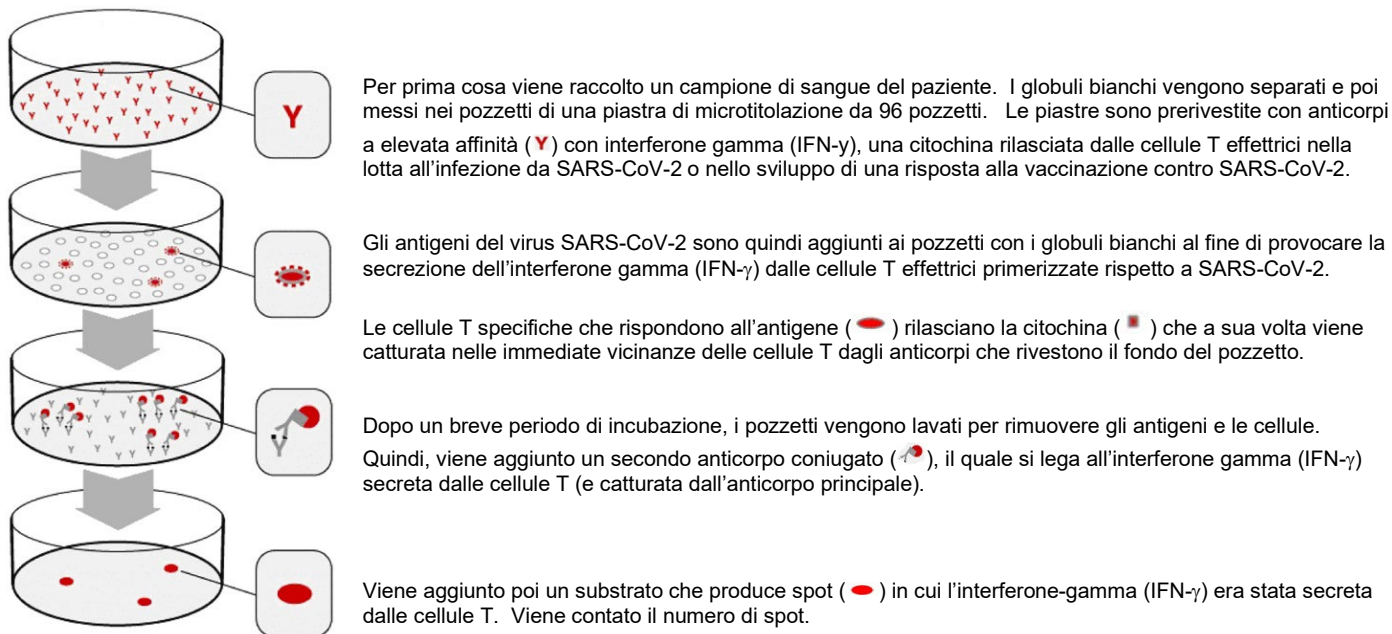 Per prima cosa viene raccolto un campione di sangue del paziente.  I globuli bianchi vengono separati e poi
messi nei pozzetti di una piastra di microtitolazione da 96 pozzetti.   Le piastre sono prerivestite con anticorpi
a elevata affinità ( Y ) con interferone gamma (IFN-y), una citochina rilasciata dalle cellule T effettrici nella
lotta all'infezione da SARS-CoV-2 o nello sviluppo di una risposta alla vaccinazione contro SARS-CoV-2.
Gli antigeni del virus SARS-CoV-2 sono quindi aggiunti ai pozzetti con i globuli bianchi al fine di provocare la
secrezione dell'interferone gamma (IFN-γ) dalle cellule T effettrici primerizzate rispetto a SARS-CoV-2.
Le cellule T specifiche che rispondono all'antigene ( ) rilasciano la citochina ( ) che a sua volta viene
catturata nelle immediate vicinanze delle cellule T dagli anticorpi che rivestono il fondo del pozzetto.
Dopo un breve periodo di incubazione, i pozzetti vengono lavati per rimuovere gli antigeni e le cellule.
Quindi, viene aggiunto un secondo anticorpo coniugato ( ), il quale si lega all'interferone gamma (IFN-γ)
secreta dalle cellule T (e catturata dall'anticorpo principale).
Viene aggiunto poi un substrato che produce spot ( ) in cui l'interferone-gamma (IFN-γ) era stata secreta
dalle cellule T.  Viene contato il numero di spot.